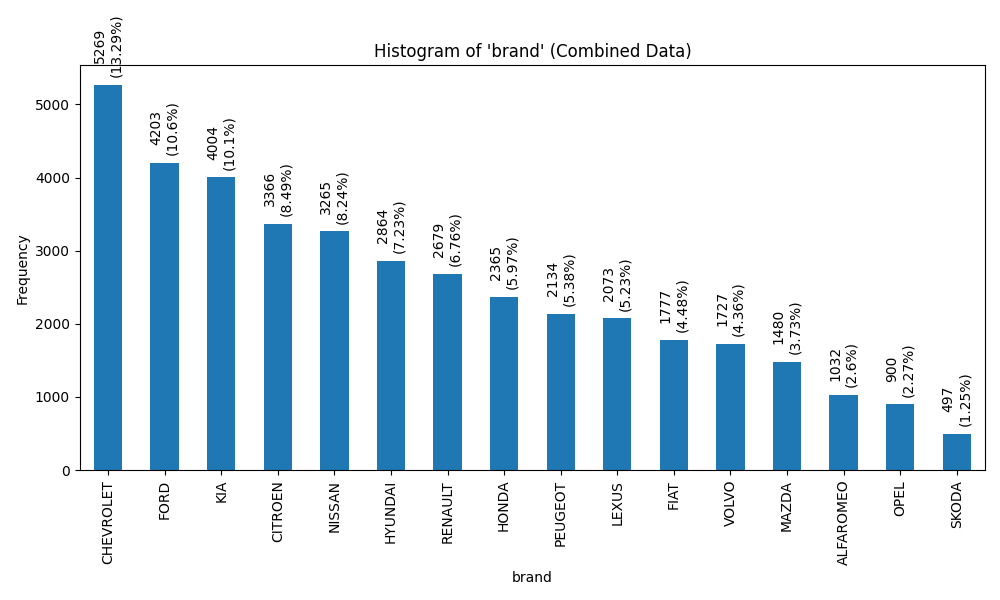 Histogram of 'brand' (Combined Data)
Frequency
5000
4000
3000
2000
1000
0
5269
(13.29%)
4203
(10.6%)
4004
(10.1%)
3366
(8.49%)
3265
(8.24%)
2864
(7.23%)
2679
(6.76%)
2365
(5.97%)
2134
(5.38%)
2073
(5.23%)
1777
(4.48%)
1727
(4.36%)
1480
(3.73%)
1032
(2.6%)
900
(2.27%)
497
(1.25%)
CHEVROLET
FORD
KIA
CITROEN
NISSAN
HYUNDAI
RENAULT
HONDA
PEUGEOT
LEXUS
FIAT
VOLVO
MAZDA
ALFAROMEO
OPEL
SKODA
brand